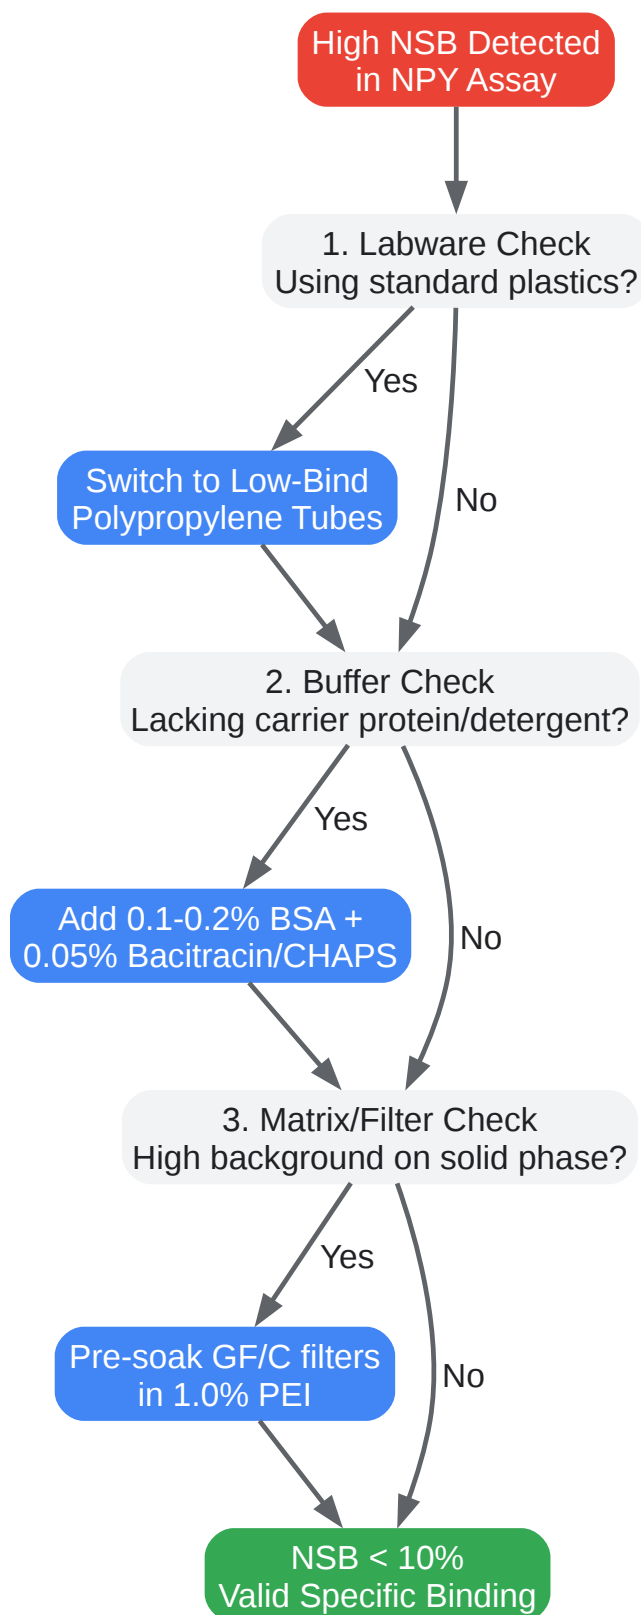 High NSB Detected
in NPY Assay
1. Labware Check
Using standard plastics?
Yes
Switch to Low-Bind
Polypropylene Tubes
No
2. Buffer Check
Lacking carrier protein/detergent?
Yes
Add 0.1-0.2% BSA +
0.05% Bacitracin/CHAPS
No
3. Matrix/Filter Check
High background on solid phase?
Yes
Pre-soak GF/C filters
in 1.0% PEI
No
NSB < 10%
Valid Specific Binding